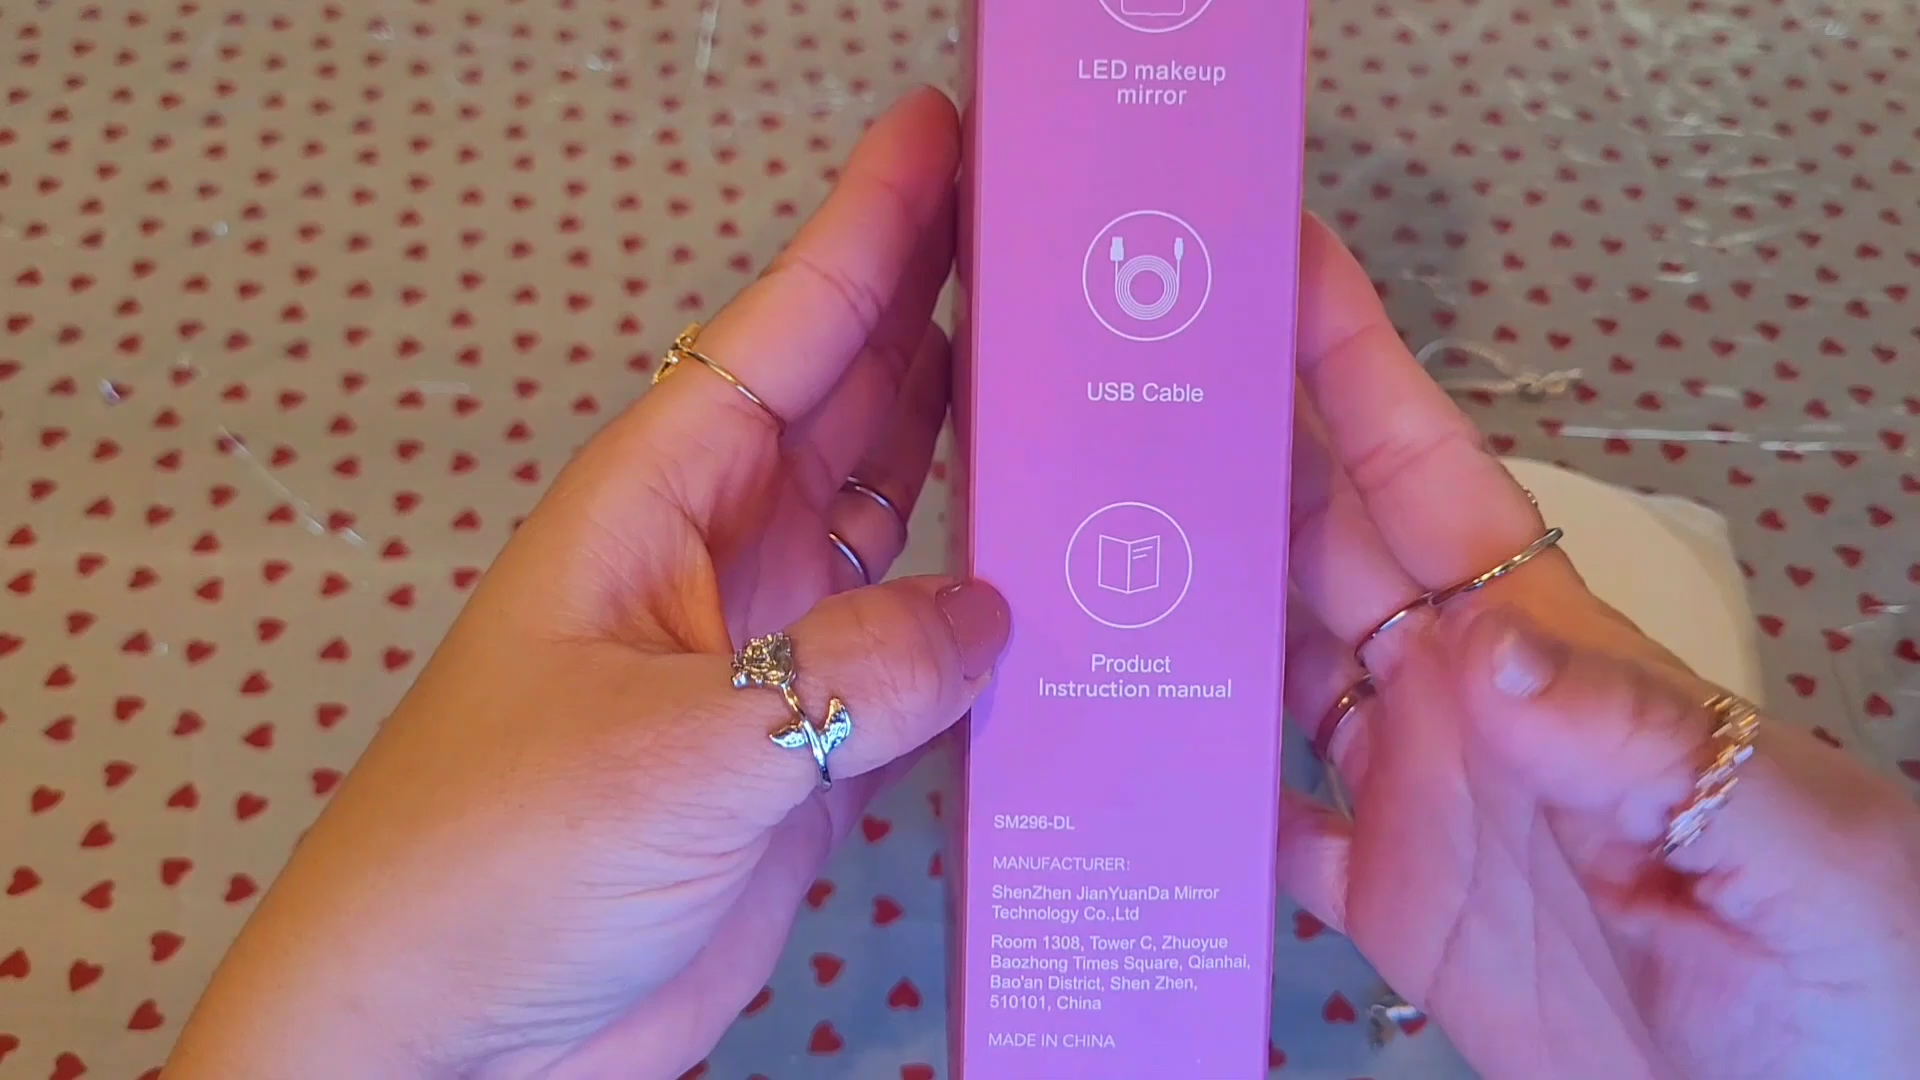 LED makeup
mirror
USB Cable
Product
Instruction manual
SM296-DL
MANUFACTURER:
ShenZhen JianYuanDa Mirror
Technology Co.,Ltd
Room 1308, Tower C, Zhuoyue
Baozhong Times Square, Qianhai,
Bao'an District, Shen Zhen,
510101, China
MADE IN CHINA